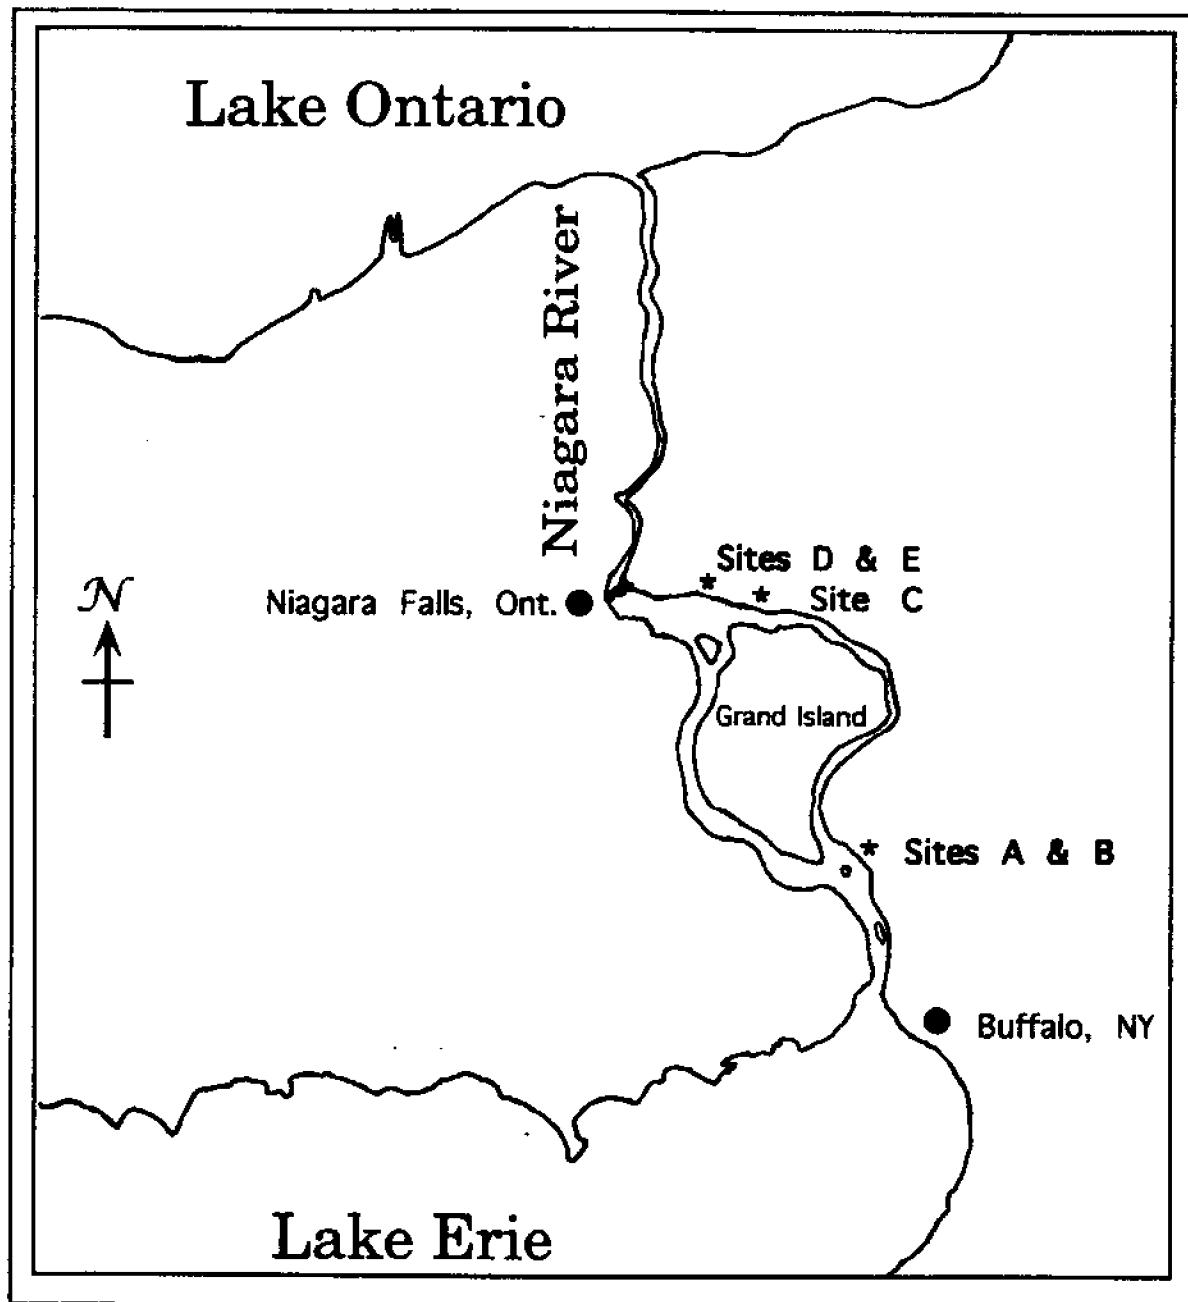 Lake Ontario
Niagara River
Sites D & E
* * Site C
N
Niagara Falls, Ont.
Grand Island
* Sites A & B
Buffalo, NY
Lake Erie